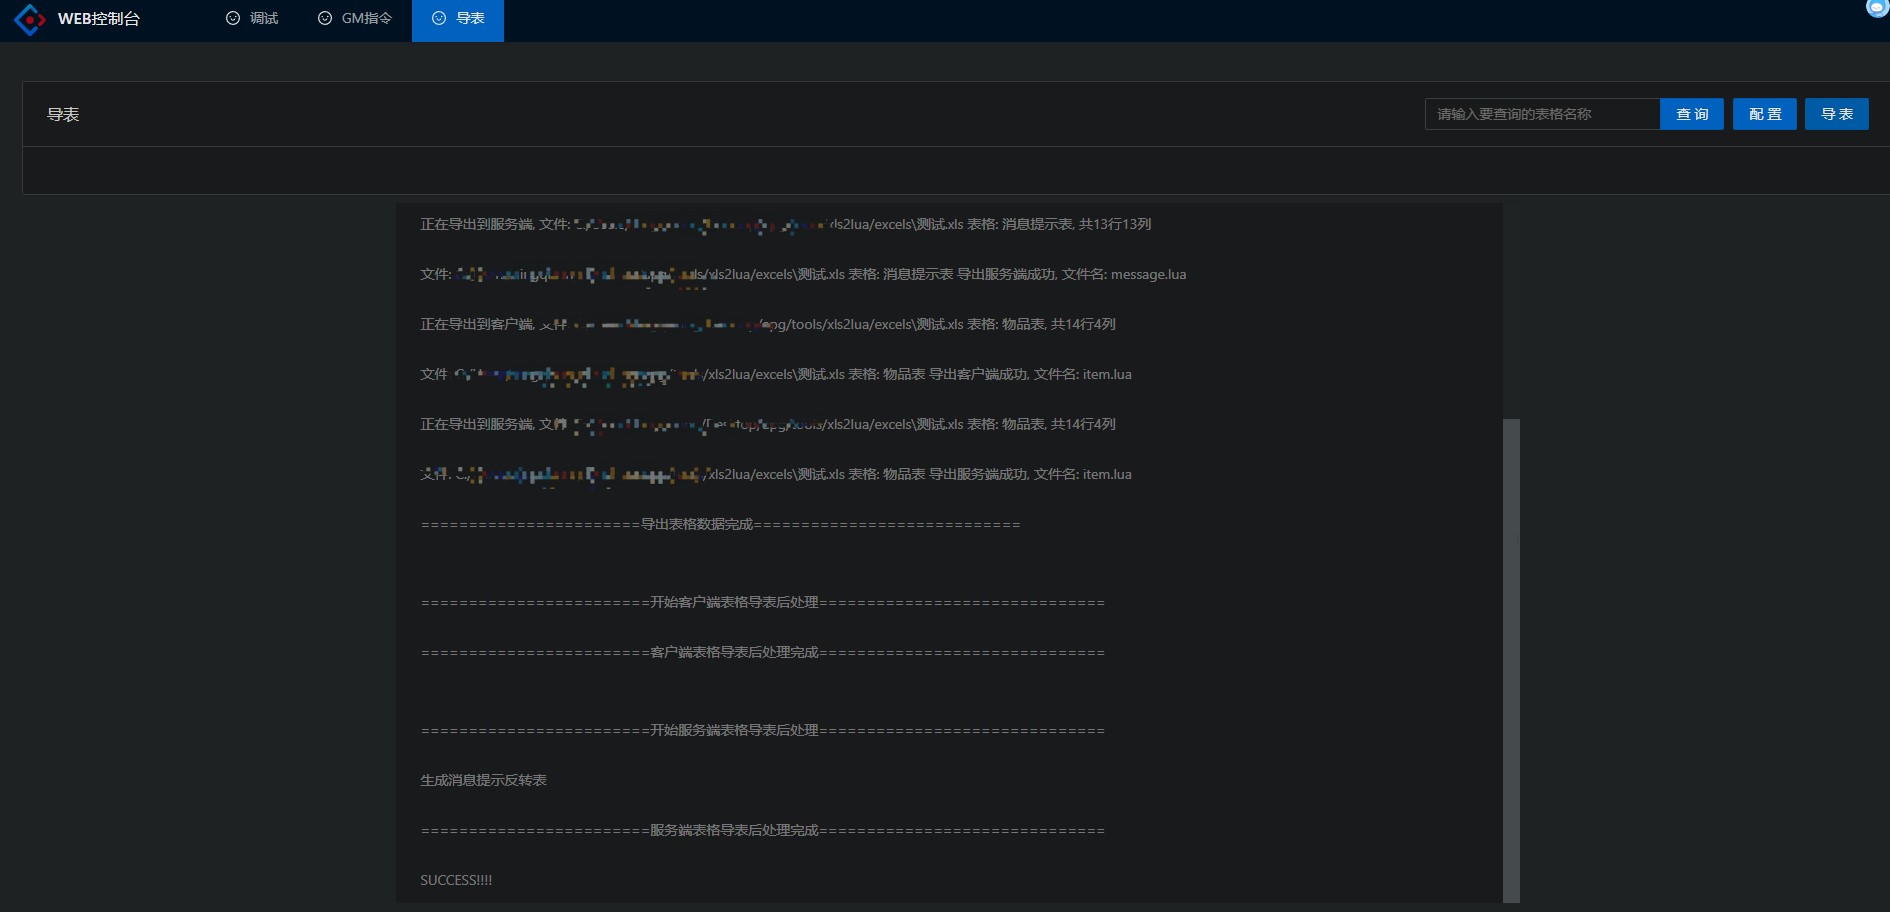 WEB控制台 调试 GM指令 导表
导表 请输入要查询的表格名称 查询 配置 导表
正在导出到服务端, 文件: /xls2lua/excels\测试.xls 表格: 消息提示表, 共13行13列
文件: /xls2lua/excels\测试.xls 表格: 消息提示表 导出服务端成功, 文件名: message.lua
正在导出到客户端, 文件 /tools/xls2lua/excels\测试.xls 表格: 物品表, 共14行4列
文件 /xls2lua/excels\测试.xls 表格: 物品表 导出客户端成功, 文件名: item.lua
正在导出到服务端, 文件 /xls2lua/excels\测试.xls 表格: 物品表, 共14行4列
文件: /xls2lua/excels\测试.xls 表格: 物品表 导出服务端成功, 文件名: item.lua
=======================导出表格数据完成============================
========================开始客户端表格导表后处理==============================
========================客户端表格导表后处理完成==============================
========================开始服务端表格导表后处理==============================
生成消息提示反转表
========================服务端表格导表后处理完成==============================
SUCCESS!!!!